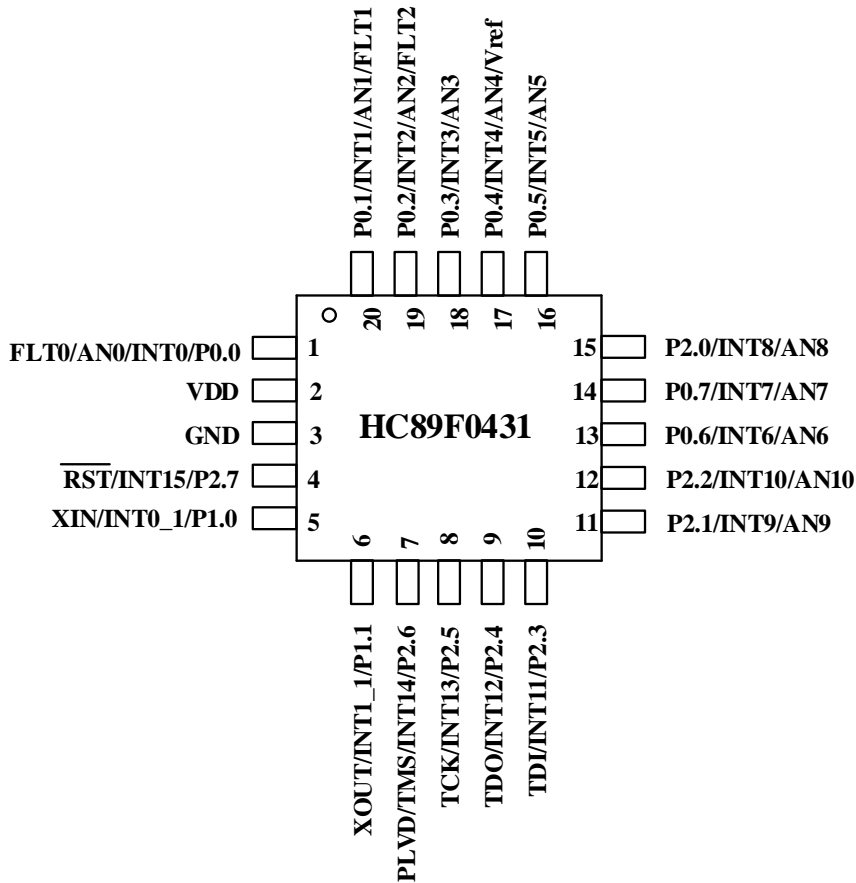 P0.1/INT1/AN1/FLT1
P0.2/INT2/AN2/FLT2
P0.3/INT3/AN3
P0.4/INT4/AN4/Vref
P0.5/INT5/AN5
20
19
18
17
16
FLT0/AN0/INT0/P0.0
1
VDD
2
GND
3
RST/INT15/P2.7
4
XIN/INT0_1/P1.0
5
HC89F0431
15
P2.0/INT8/AN8
14
P0.7/INT7/AN7
13
P0.6/INT6/AN6
12
P2.2/INT10/AN10
11
P2.1/INT9/AN9
6
7
8
9
10
XOUT/INT1_1/P1.1
PLVD/TMS/INT14/P2.6
TCK/INT13/P2.5
TDO/INT12/P2.4
TDI/INT11/P2.3